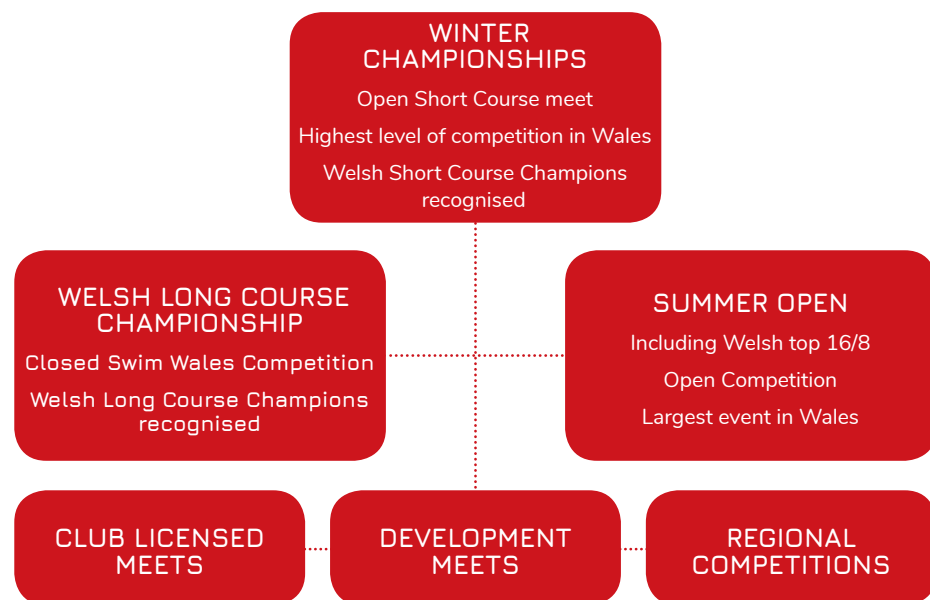 WINTER
CHAMPIONSHIPS
Open Short Course meet
Highest level of competition in Wales
Welsh Short Course Champions
recognised
WELSH LONG COURSE
CHAMPIONSHIP
Closed Swim Wales Competition
Welsh Long Course Champions
recognised
SUMMER OPEN
Including Welsh top 16/8
Open Competition
Largest event in Wales
CLUB LICENSED
MEETS
DEVELOPMENT
MEETS
REGIONAL
COMPETITIONS